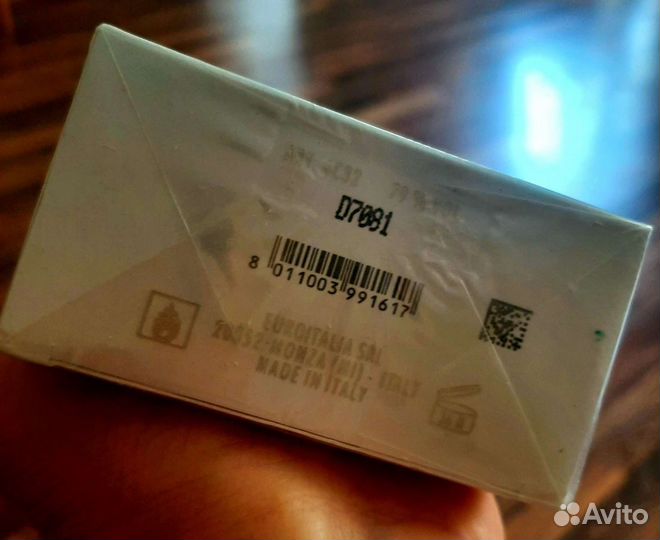 D7081
8 011003 991617
EUROITALIA SRL
20052 MONZA (MI) - ITALY
MADE IN ITALY
Avito